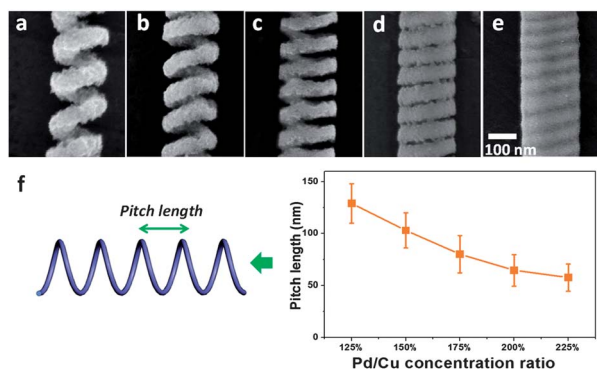 a
b
c
d
e
100 nm
f
Pitch length
Pitch length (nm)
150
100
50
0
125%
150%
175%
200%
225%
Pd/Cu concentration ratio